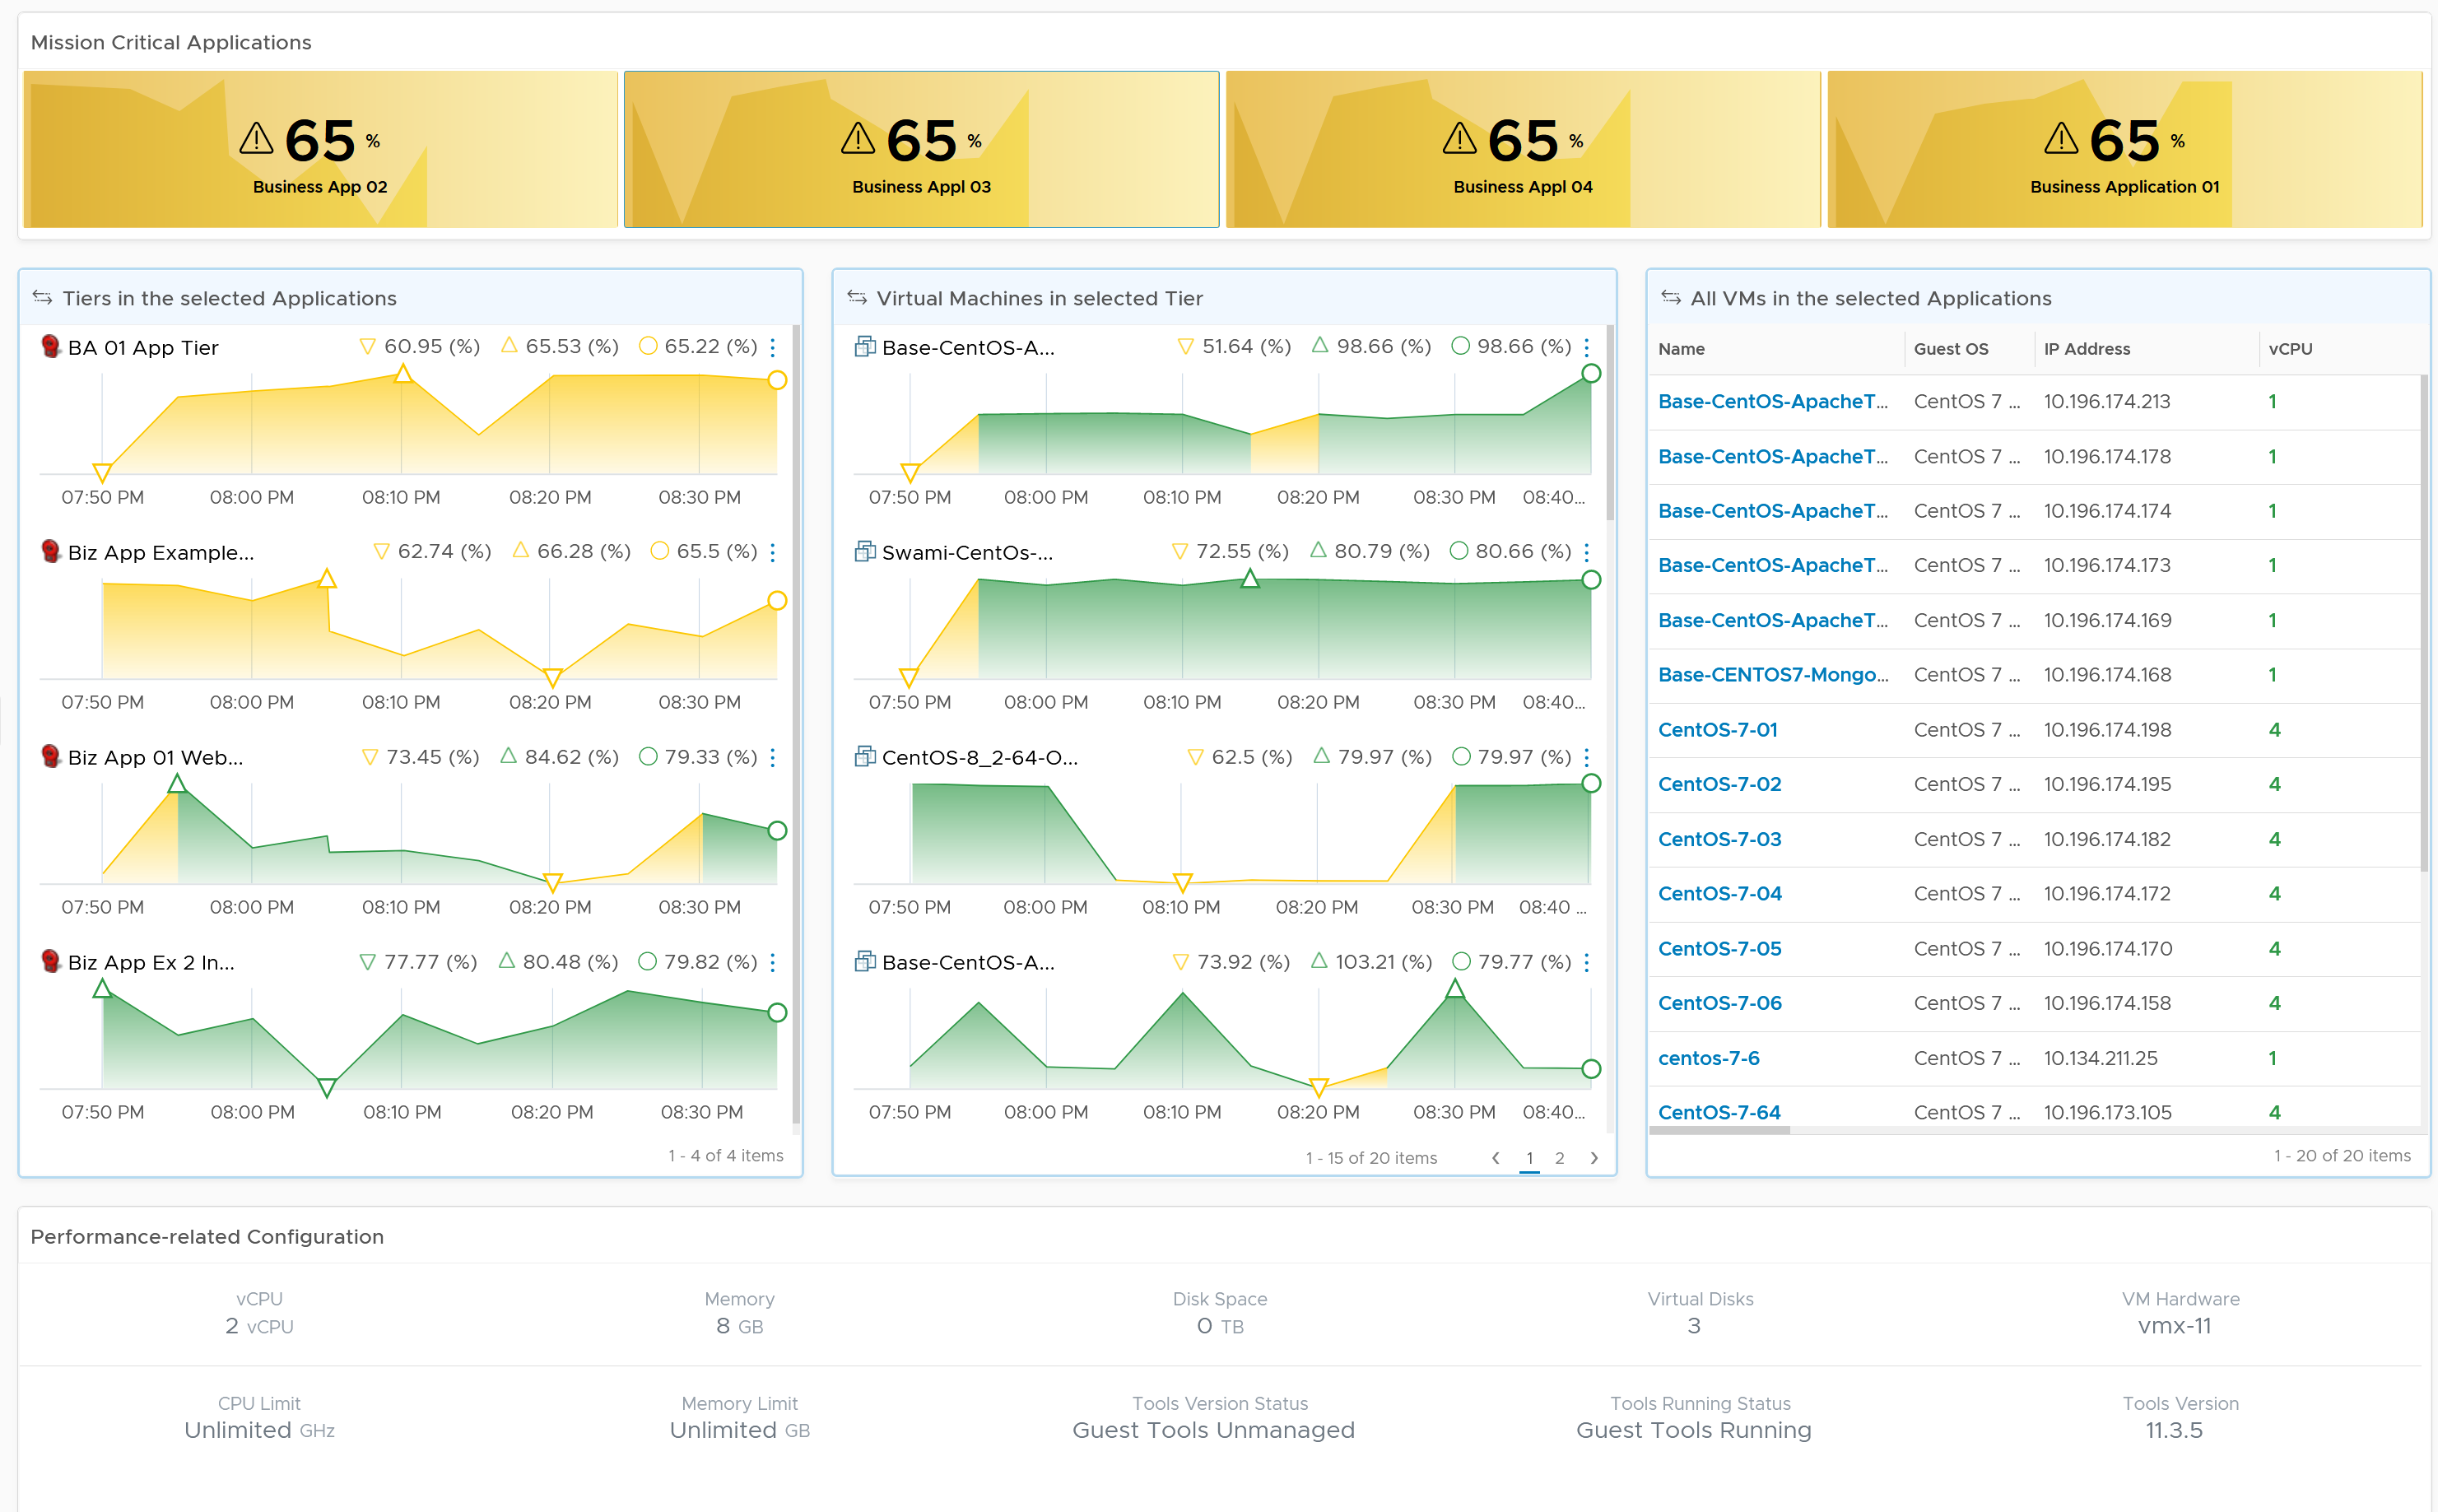 Mission Critical Applications
65 %
Business App 02
65 %
Business Appl 03
65 %
Business Appl 04
65 %
Business Application 01
Tiers in the selected Applications
BA 01 App Tier 60.95 (%) 65.53 (%) 65.22 (%)
07:50 PM 08:00 PM 08:10 PM 08:20 PM 08:30 PM
Biz App Example... 62.74 (%) 66.28 (%) 65.5 (%)
07:50 PM 08:00 PM 08:10 PM 08:20 PM 08:30 PM
Biz App 01 Web... 73.45 (%) 84.62 (%) 79.33 (%)
07:50 PM 08:00 PM 08:10 PM 08:20 PM 08:30 PM
Biz App Ex 2 In... 77.77 (%) 80.48 (%) 79.82 (%)
07:50 PM 08:00 PM 08:10 PM 08:20 PM 08:30 PM
1 - 4 of 4 items
Virtual Machines in selected Tier
Base-CentOS-A... 51.64 (%) 98.66 (%) 98.66 (%)
07:50 PM 08:00 PM 08:10 PM 08:20 PM 08:30 PM 08:40...
Swami-CentOs-... 72.55 (%) 80.79 (%) 80.66 (%)
07:50 PM 08:00 PM 08:10 PM 08:20 PM 08:30 PM 08:40...
CentOS-8_2-64-O... 62.5 (%) 79.97 (%) 79.97 (%)
07:50 PM 08:00 PM 08:10 PM 08:20 PM 08:30 PM 08:40 ...
Base-CentOS-A... 73.92 (%) 103.21 (%) 79.77 (%)
07:50 PM 08:00 PM 08:10 PM 08:20 PM 08:30 PM 08:40...
1 - 15 of 20 items 1 2
All VMs in the selected Applications
Name Guest OS IP Address vCPU
Base-CentOS-ApacheT... CentOS 7 ... 10.196.174.213 1
Base-CentOS-ApacheT... CentOS 7 ... 10.196.174.178 1
Base-CentOS-ApacheT... CentOS 7 ... 10.196.174.174 1
Base-CentOS-ApacheT... CentOS 7 ... 10.196.174.173 1
Base-CentOS-ApacheT... CentOS 7 ... 10.196.174.169 1
Base-CENTOS7-Mongo... CentOS 7 ... 10.196.174.168 1
CentOS-7-01 CentOS 7 ... 10.196.174.198 4
CentOS-7-02 CentOS 7 ... 10.196.174.195 4
CentOS-7-03 CentOS 7 ... 10.196.174.182 4
CentOS-7-04 CentOS 7 ... 10.196.174.172 4
CentOS-7-05 CentOS 7 ... 10.196.174.170 4
CentOS-7-06 CentOS 7 ... 10.196.174.158 4
centos-7-6 CentOS 7 ... 10.134.211.25 1
CentOS-7-64 CentOS 7 ... 10.196.173.105 4
1 - 20 of 20 items
Performance-related Configuration
vCPU Memory Disk Space Virtual Disks VM Hardware
2 vCPU 8 GB 0 TB 3 vmx-11
CPU Limit Memory Limit Tools Version Status Tools Running Status Tools Version
Unlimited GHz Unlimited GB Guest Tools Unmanaged Guest Tools Running 11.3.5